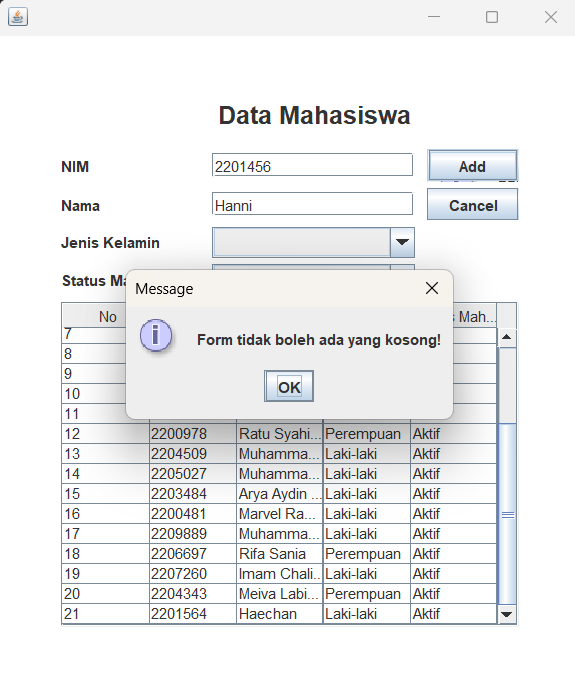 Data Mahasiswa
NIM 2201456 Add
Nama Hanni Cancel
Jenis Kelamin
Status Ma
Message
Form tidak boleh ada yang kosong!
OK
No Mah...
7
8
9
10
11
12 2200978 Ratu Syahi... Perempuan Aktif
13 2204509 Muhamma... Laki-laki Aktif
14 2205027 Muhamma... Laki-laki Aktif
15 2203484 Arya Aydin ... Laki-laki Aktif
16 2200481 Marvel Ra... Laki-laki Aktif
17 2209889 Muhamma... Laki-laki Aktif
18 2206697 Rifa Sania Perempuan Aktif
19 2207260 Imam Chali... Laki-laki Aktif
20 2204343 Meiva Labi... Perempuan Aktif
21 2201564 Haechan Laki-laki Aktif